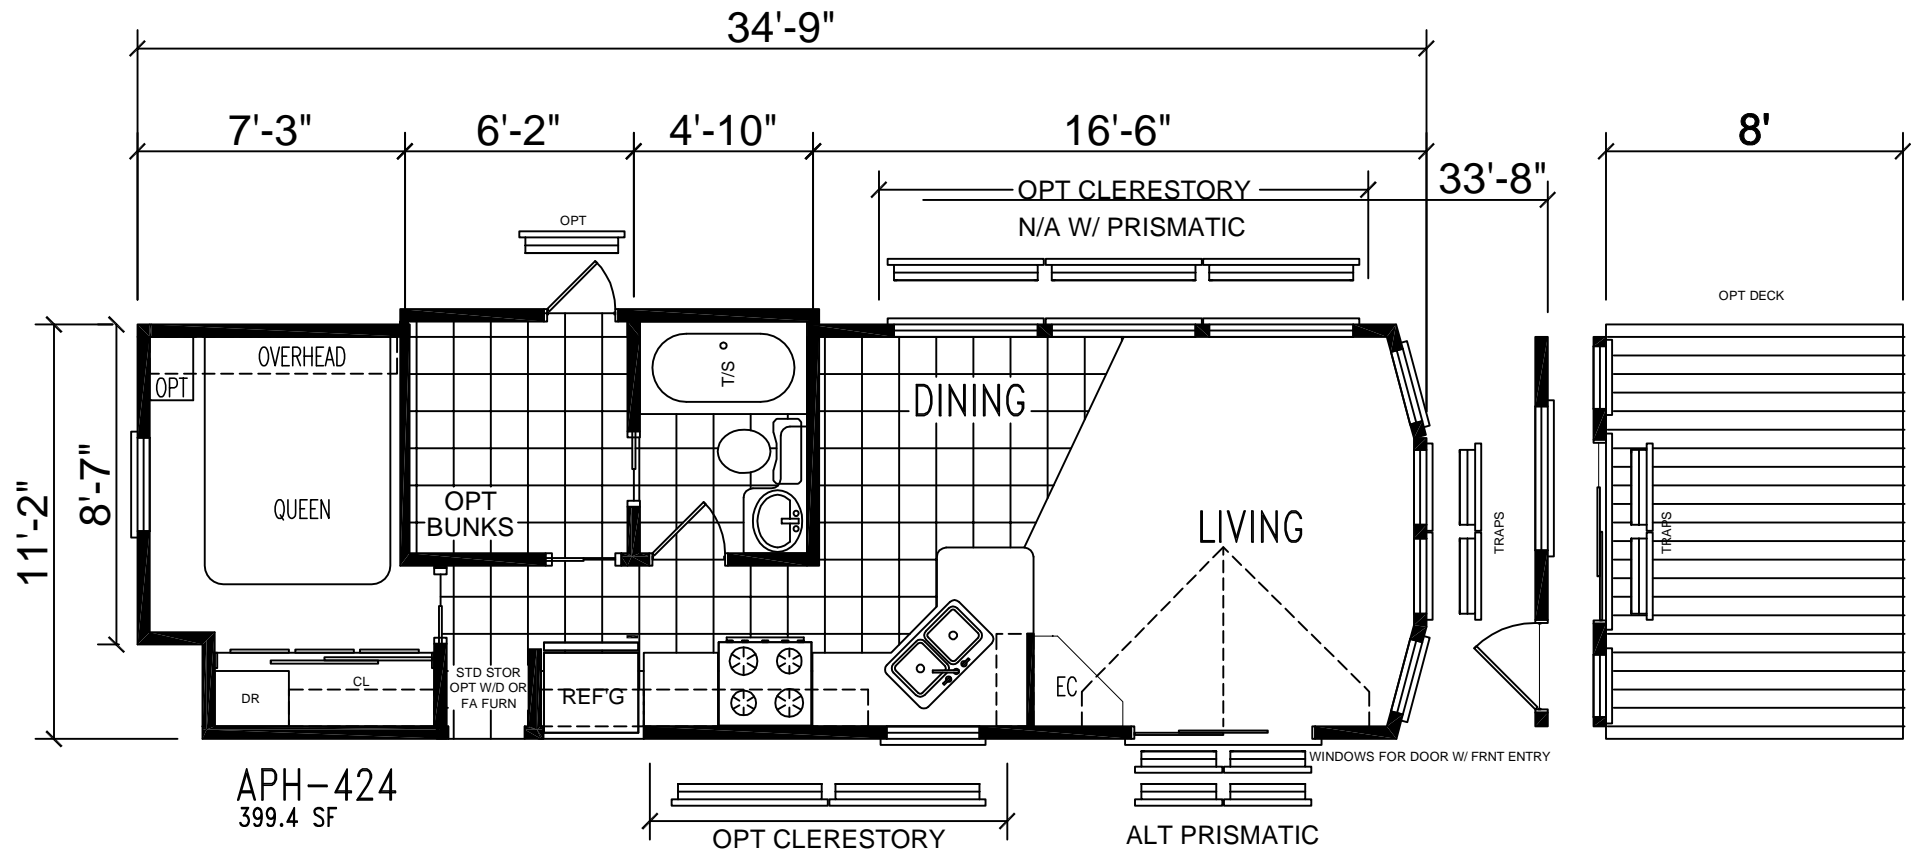 34'-9"
7'-3"
6'-2"
4'-10"
16'-6"
8'
33'-8"
OPT CLERESTORY
N/A W/ PRISMATIC
OPT
OPT DECK
OVERHEAD
OPT
T/S
DINING
11'-2"
8'-7"
QUEEN
OPT
BUNKS
LIVING
TRAPS
TRAPS
STD STOR
OPT W/D OR
FA FURN
REF'G
EC
DR
CL
WINDOWS FOR DOOR W/ FRNT ENTRY
APH-424
399.4 SF
OPT CLERESTORY
ALT PRISMATIC